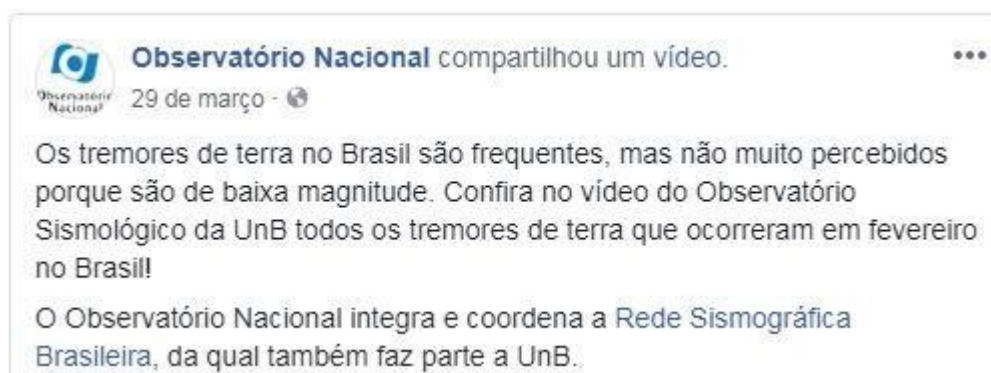 Observatório Nacional compartilhou um vídeo.
Observatório
Nacional
29 de março ·
Os tremores de terra no Brasil são frequentes, mas não muito percebidos
porque são de baixa magnitude. Confira no vídeo do Observatório
Sismológico da UnB todos os tremores de terra que ocorreram em fevereiro
no Brasil!
O Observatório Nacional integra e coordena a Rede Sismográfica
Brasileira, da qual também faz parte a UnB.